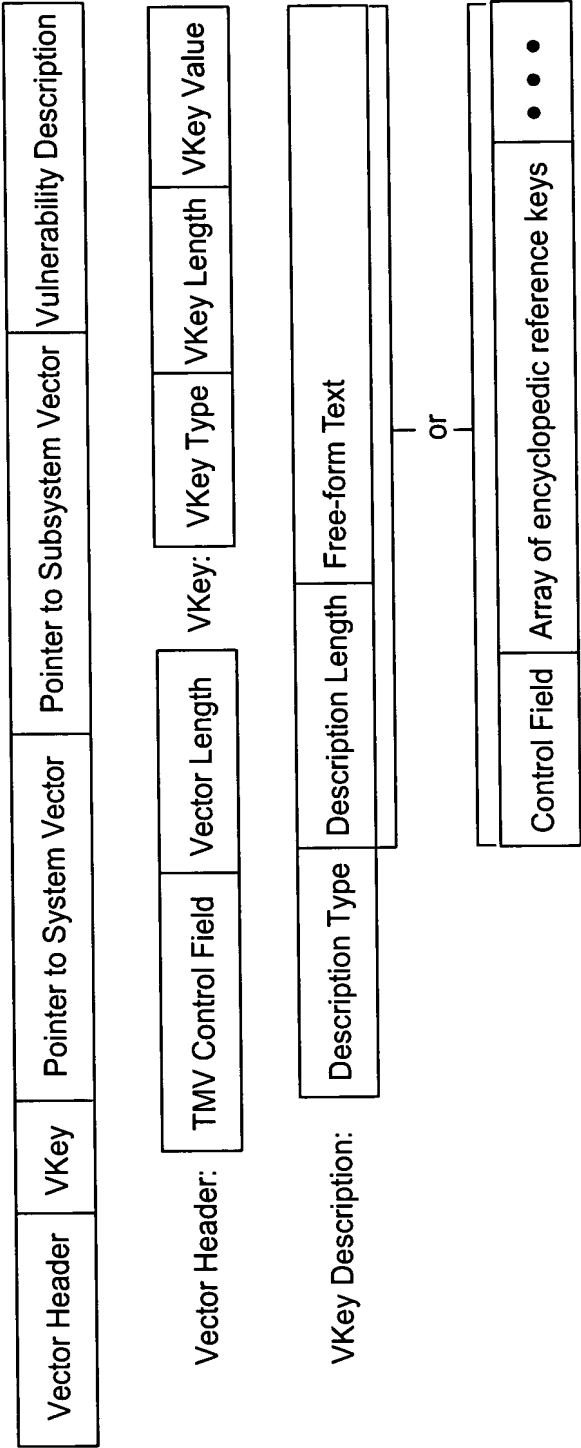 Vector Header VKey Pointer to System Vector Pointer to Subsystem Vector Vulnerability Description
Vector Header: TMV Control Field Vector Length VKey: VKey Type VKey Length VKey Value
VKey Description: Description Type Description Length Free-form Text
or
Control Field Array of encyclopedic reference keys • • •